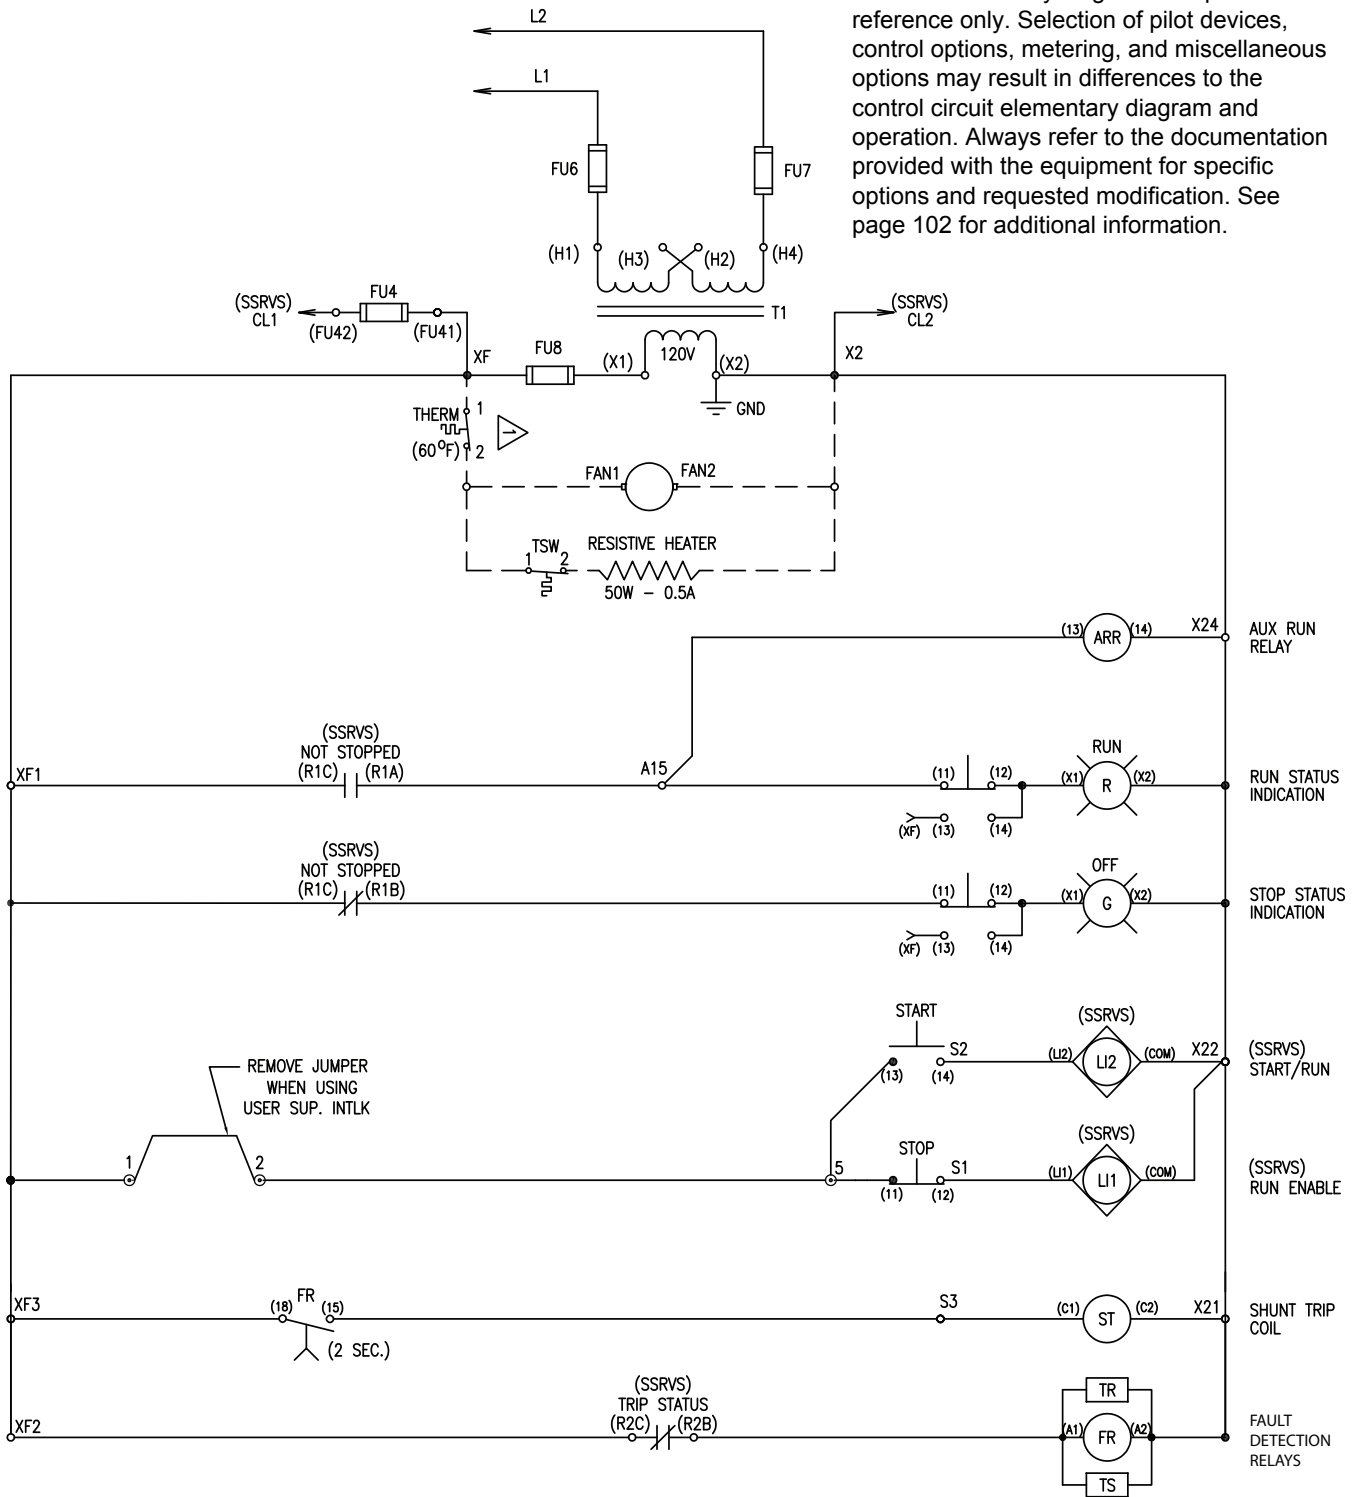 reference only. Selection of pilot devices,
control options, metering, and miscellaneous
options may result in differences to the
control circuit elementary diagram and
operation. Always refer to the documentation
provided with the equipment for specific
options and requested modification. See
page 102 for additional information.
L2
L1
FU6
FU7
(H1) (H3) (H2) (H4)
T1
(SSRVS)
CL1
(FU42)
FU4
(FU41)
(SSRVS)
CL2
XF
FU8
(X1)
120V
(X2)
X2
GND
THERM
1
(60°F)
2
1
FAN1
FAN2
TSW
1 2
RESISTIVE HEATER
50W – 0.5A
(13) ARR (14) X24
AUX RUN
RELAY
XF1
(SSRVS)
NOT STOPPED
(R1C) (R1A)
A15
(11) (12)
(XF) (13) (14)
RUN
(X1) R (X2)
RUN STATUS
INDICATION
(SSRVS)
NOT STOPPED
(R1C) (R1B)
(11) (12)
(XF) (13) (14)
OFF
(X1) G (X2)
STOP STATUS
INDICATION
START
S2
(13) (14)
(SSRVS)
(LI2) LI2 (COM) X22
(SSRVS)
START/RUN
REMOVE JUMPER
WHEN USING
USER SUP. INTLK
1 2
5
STOP
S1
(11) (12)
(SSRVS)
(LI1) LI1 (COM)
(SSRVS)
RUN ENABLE
XF3
FR
(18) (15)
(2 SEC.)
S3
(C1) ST (C2) X21
SHUNT TRIP
COIL
XF2
(SSRVS)
TRIP STATUS
(R2C) (R2B)
TR
(A1) FR (A2)
TS
FAULT
DETECTION
RELAYS